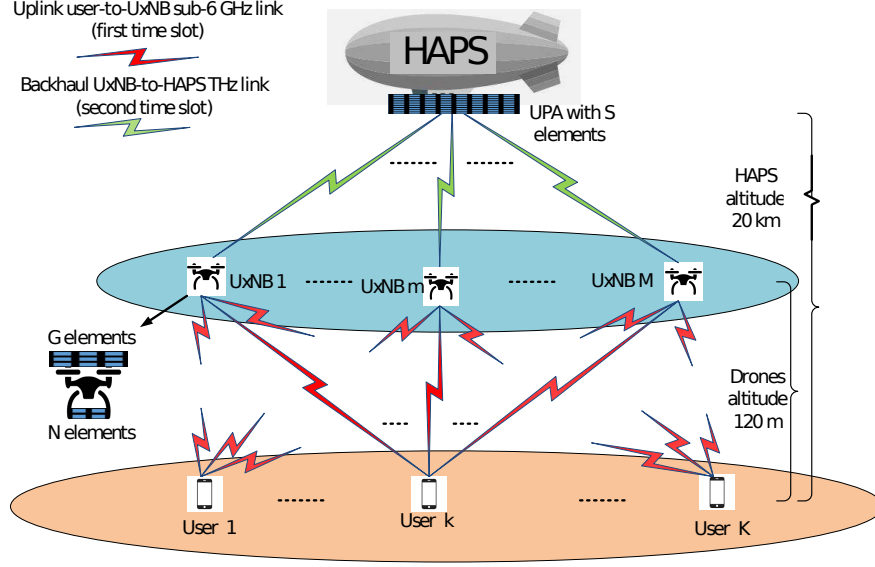 Uplink user-to-UxNB sub-6 GHz link
(first time slot)
Backhaul UxNB-to-HAPS THz link
(second time slot)
HAPS
UPA with S
elements
HAPS
altitude
20 km
UxNB 1
UxNB m
UxNB M
G elements
N elements
Drones
altitude
120 m
User 1
User k
User K